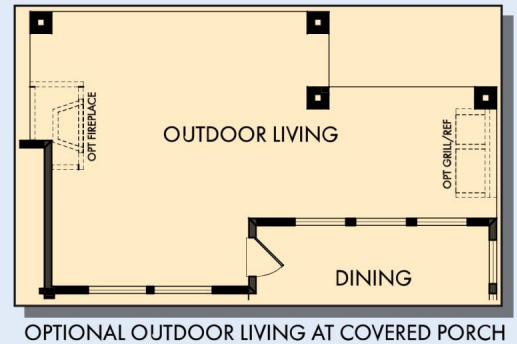 OPT FIREPLACE
OUTDOOR LIVING
OPT GRILL/REF
DINING
OPTIONAL OUTDOOR LIVING AT COVERED PORCH